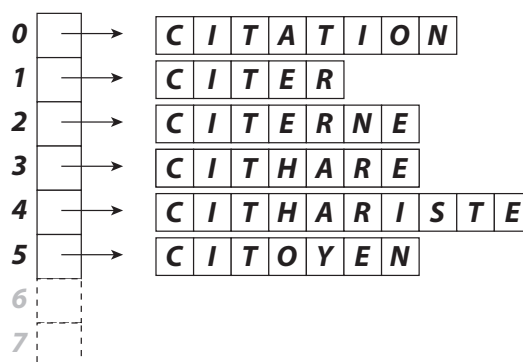 0 CITATION
1 CITER
2 CITERNE
3 CITHARE
4 CITHARISTE
5 CITOYEN
6
7